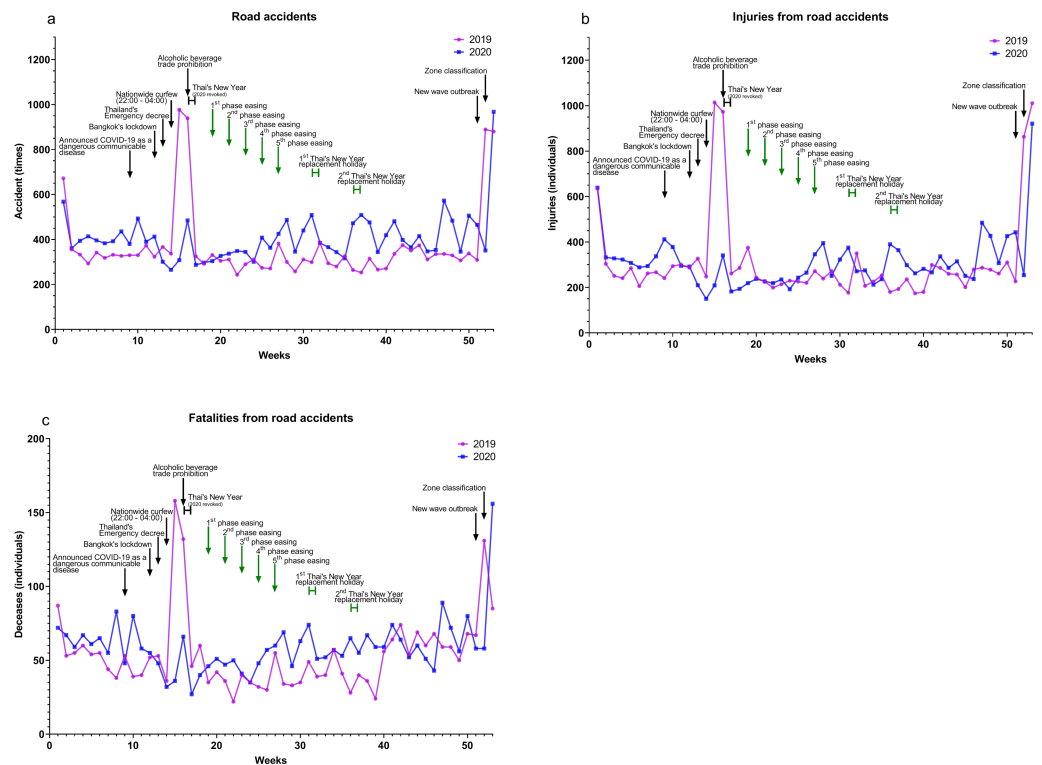 a
Road accidents
2019
2020
Accident (times)
1200
1000
800
600
400
200
0
0
10
20
30
40
50
Weeks
Alcoholic beverage
trade prohibition
Thai's New Year
(2020 revoked)
Nationwide curfew
(22:00 - 04:00)
Thailand's
Emergency decree
Bangkok's lockdown
Announced COVID-19 as a
dangerous communicable
disease
1st phase easing
2nd phase easing
3rd phase easing
4th phase easing
5th phase easing
1st Thai's New Year
replacement holiday
2nd Thai's New Year
replacement holiday
Zone classification
New wave outbreak
b
Injuries from road accidents
2019
2020
Injuries (individuals)
1200
1000
800
600
400
200
0
0
10
20
30
40
50
Weeks
Alcoholic beverage
trade prohibition
Thai's New Year
(2020 revoked)
Nationwide curfew
(22:00 - 04:00)
Thailand's
Emergency decree
Bangkok's lockdown
Announced COVID-19 as a
dangerous communicable
disease
1st phase easing
2nd phase easing
3rd phase easing
4th phase easing
5th phase easing
1st Thai's New Year
replacement holiday
2nd Thai's New Year
replacement holiday
Zone classification
New wave outbreak
c
Fatalities from road accidents
2019
2020
Deceases (individuals)
200
150
100
50
0
0
10
20
30
40
50
Weeks
Alcoholic beverage
trade prohibition
Thai's New Year
(2020 revoked)
Nationwide curfew
(22:00 - 04:00)
Thailand's
Emergency decree
Bangkok's lockdown
Announced COVID-19 as a
dangerous communicable
disease
1st phase easing
2nd phase easing
3rd phase easing
4th phase easing
5th phase easing
1st Thai's New Year
replacement holiday
2nd Thai's New Year
replacement holiday
Zone classification
New wave outbreak